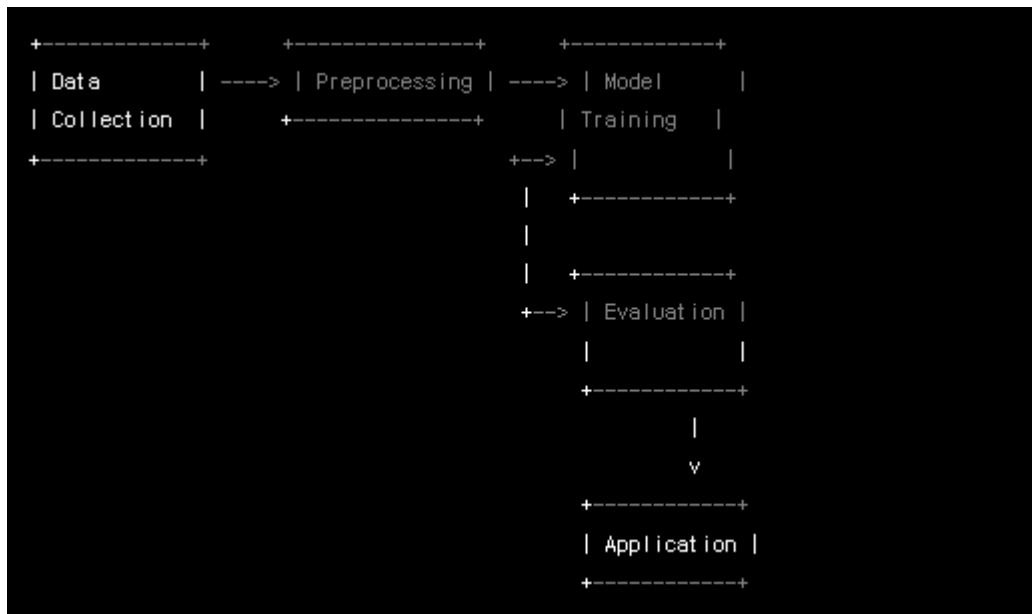 +-------------+ +---------------+ +------------+
| Data | ----> | Preprocessing | ----> | Model |
| Collection | +---------------+ | Training |
+-------------+ +--> | |
| +------------+
|
| +------------+
+--> | Evaluation |
| |
+------------+
|
v
+------------+
| Application |
+------------+